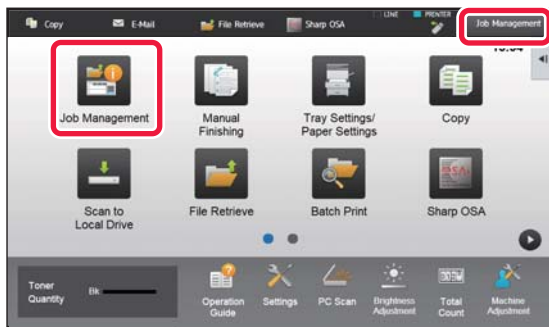 Copy E-Mail File Retrieve Sharp OSA LINE PRINTER Job Management
Job Management Manual Finishing Tray Settings/ Paper Settings Copy
Scan to Local Drive File Retrieve Batch Print Sharp OSA
Toner Quantity Bk Operation Guide Settings PC Scan Brightness Adjustment Total Count Machine Adjustment